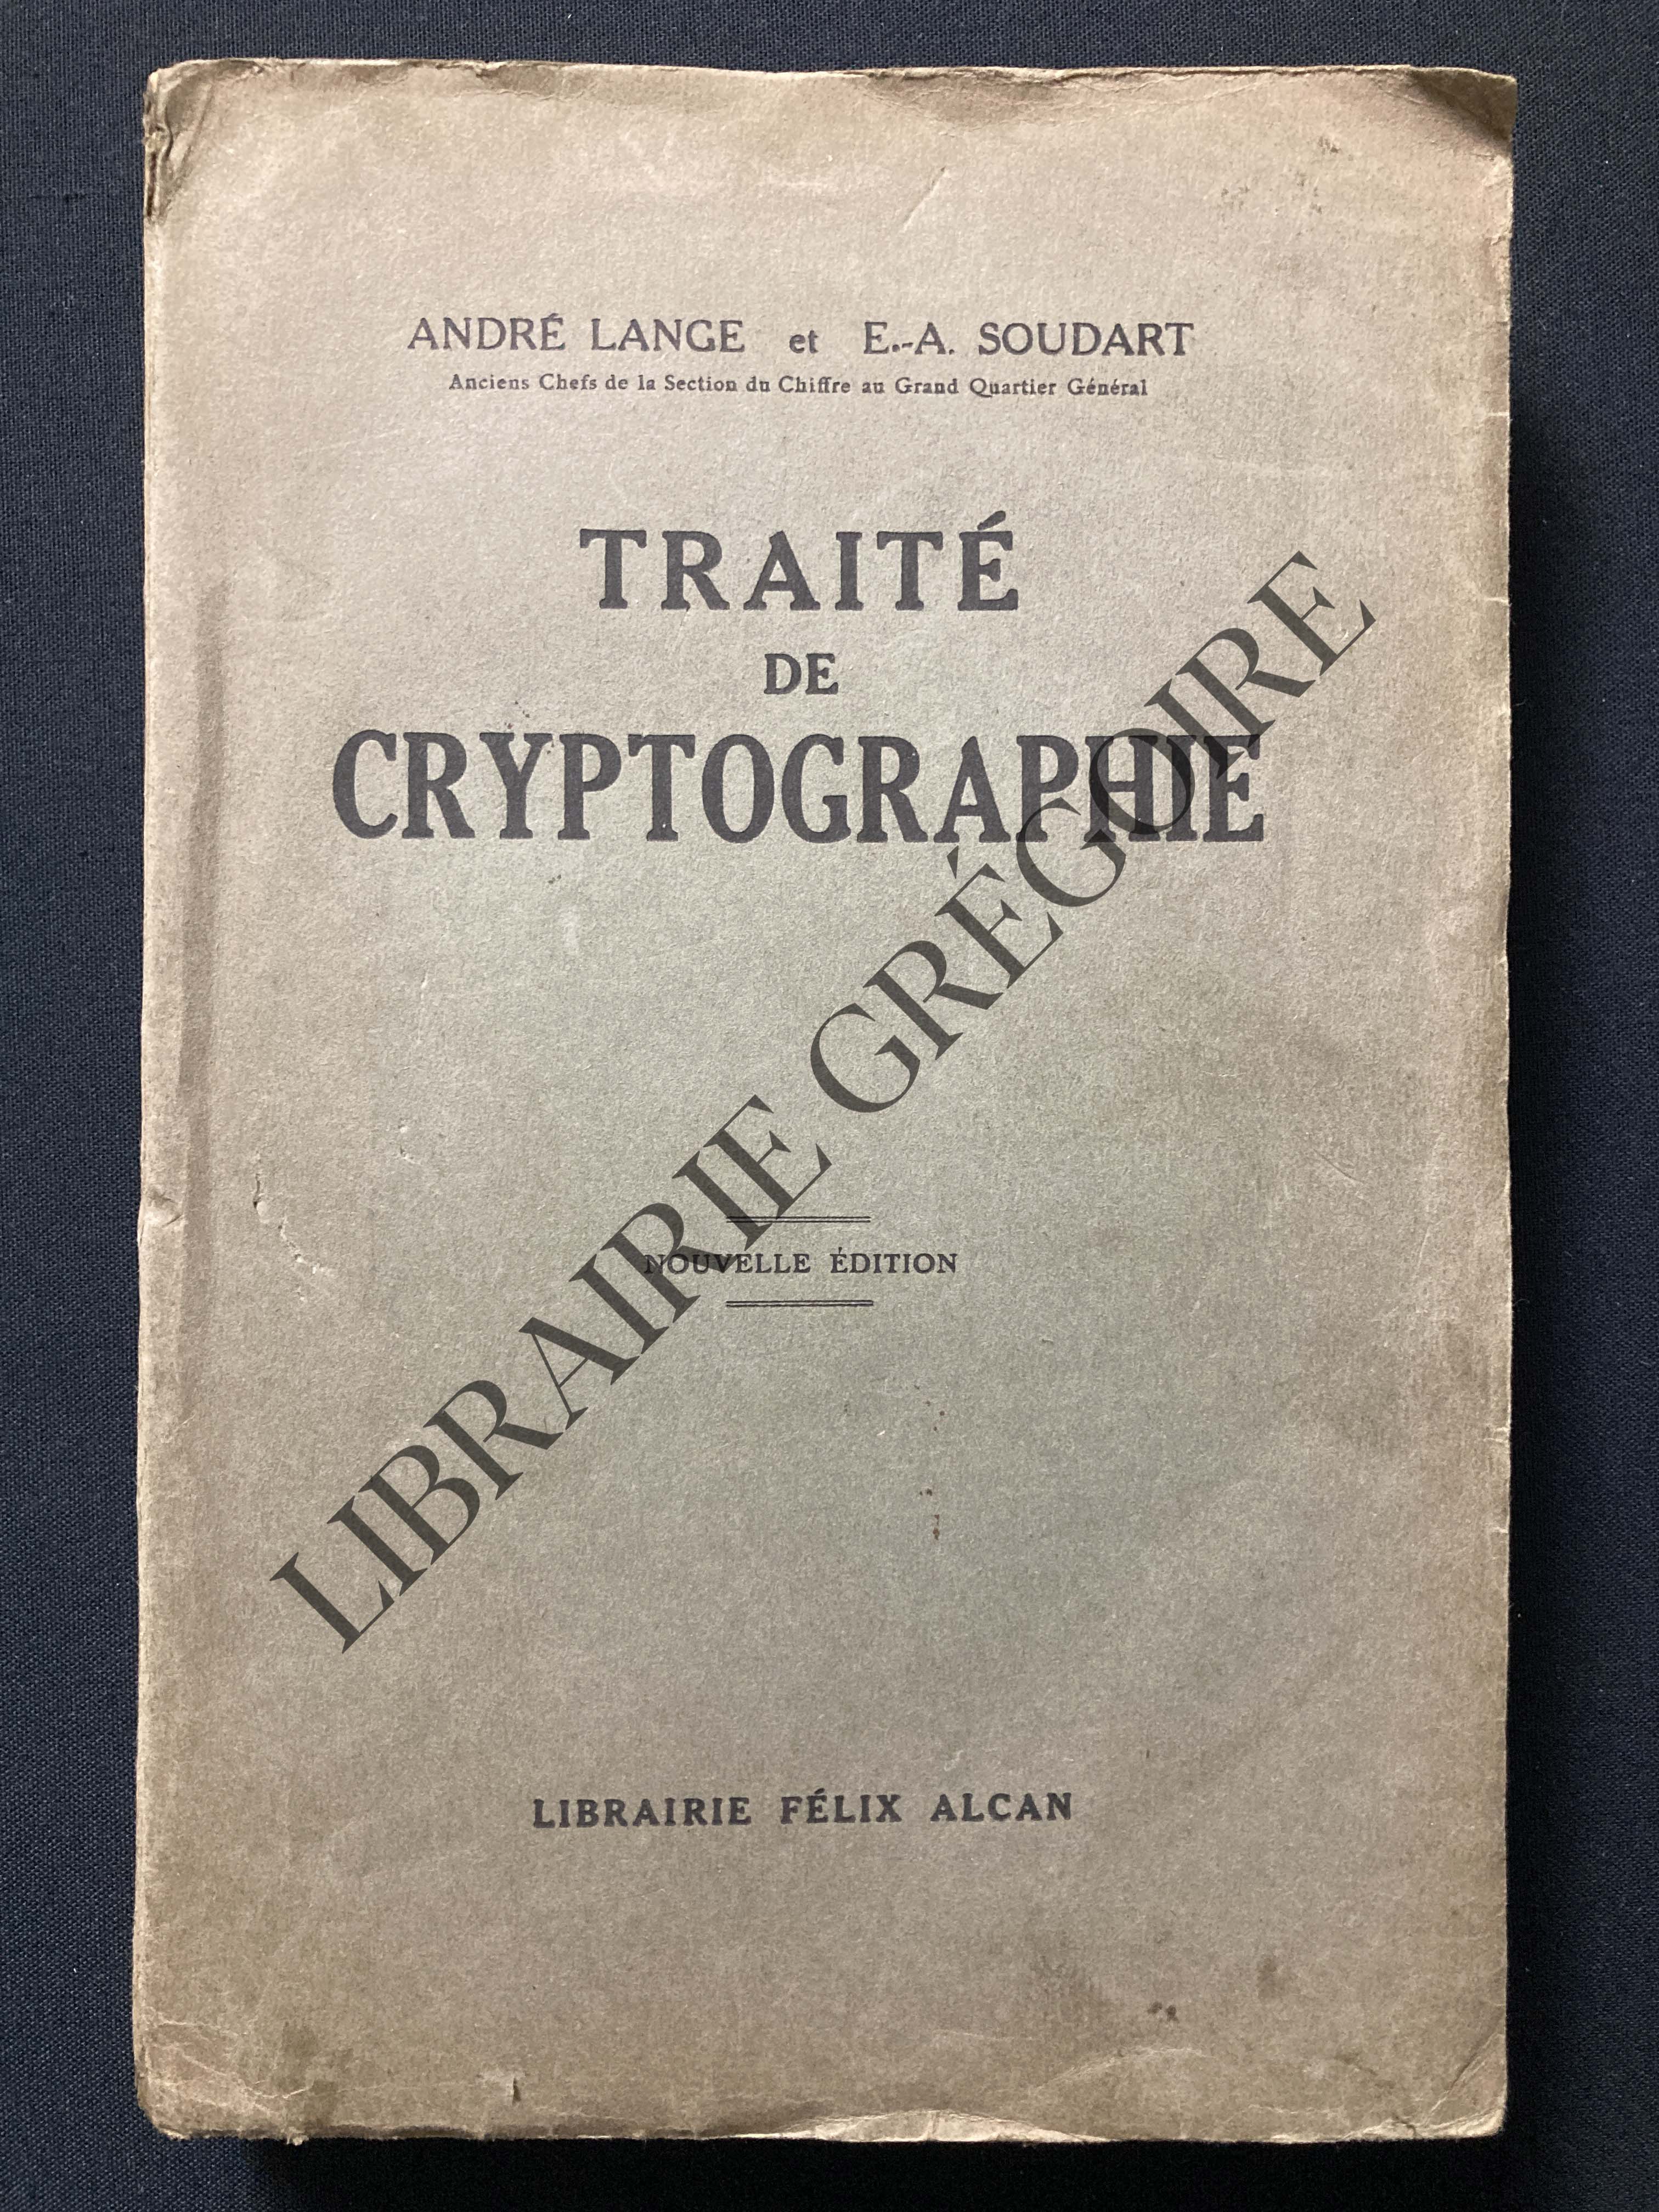 ANDRÉ LANGE et E.-A. SOUDART
Anciens Chefs de la Section du Chiffre au Grand Quartier Général
TRAITÉ
DE
CRYPTOGRAPHIE
NOUVELLE ÉDITION
LIBRAIRIE FÉLIX ALCAN
LIBRAIRIE GRÉGOIRE